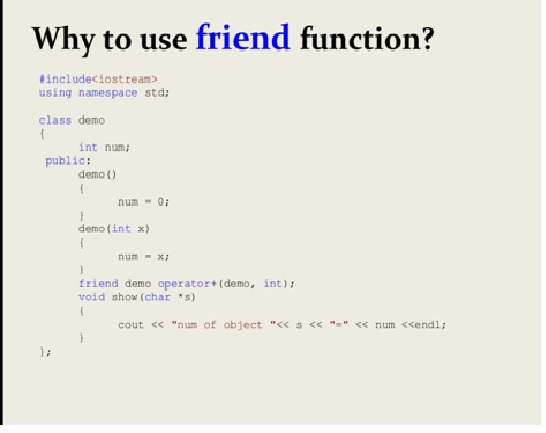 Why to use friend function?
#include<iostream>
using namespace std;
class demo
{
int num;
public:
demo()
{
num = 0;
}
demo(int x)
{
num = x;
}
friend demo operator+(demo, int);
void show(char *s)
{
cout << "num of object "<< s << "=" << num <<endl;
}
};